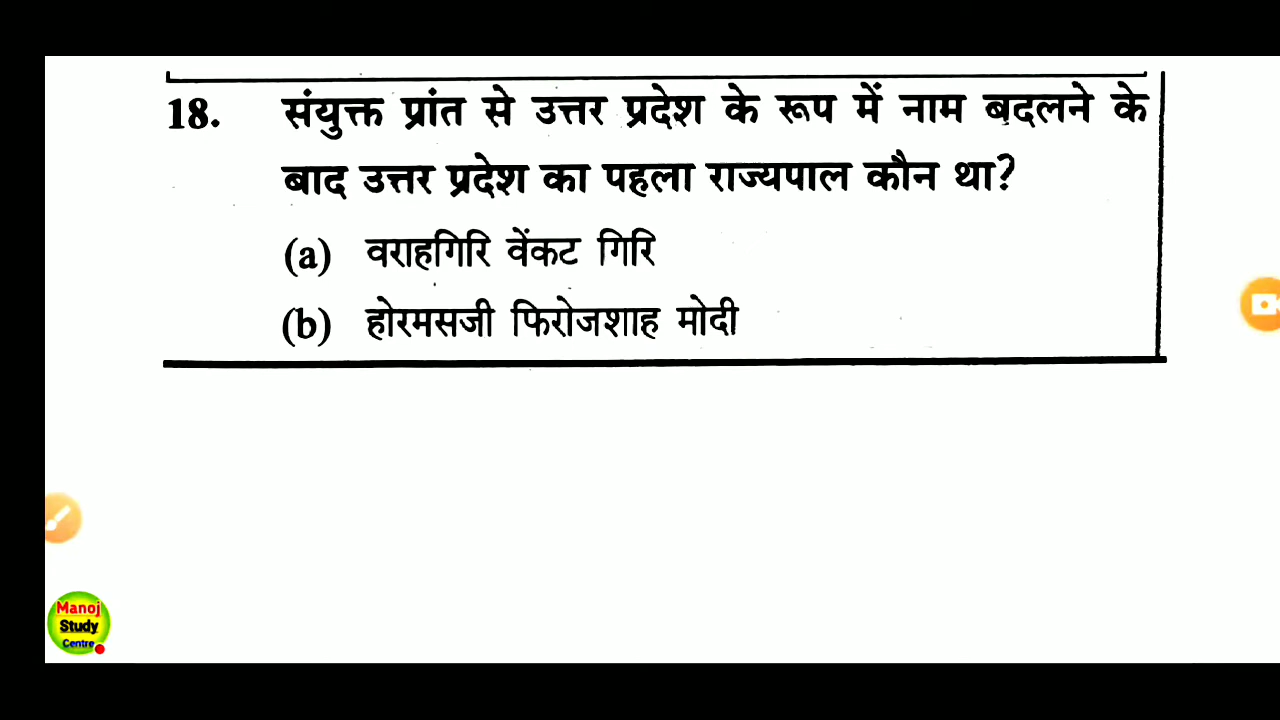 18. संयुक्त प्रांत से उत्तर प्रदेश के रूप में नाम बदलने के
बाद उत्तर प्रदेश का पहला राज्यपाल कौन था?
(a) वराहगिरि वेंकट गिरि
(b) होरमसजी फिरोजशाह मोदी
Manoj
Study
Centre